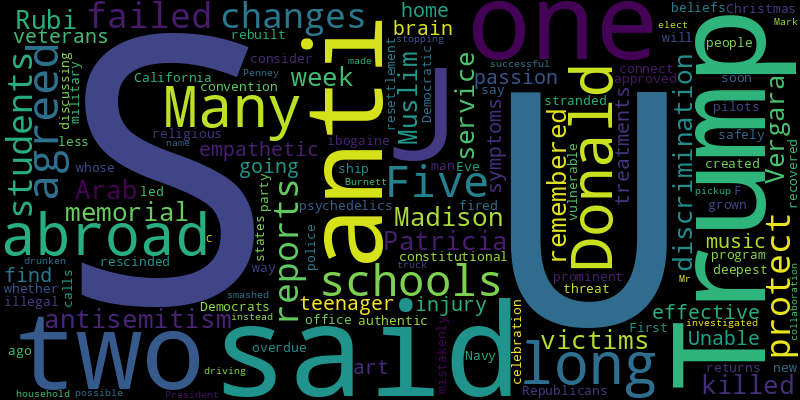 Rubi
failed
changes
one
home
beliefs
Christmas
Mark
veterans
rebuilt
brain
stopping
elect
will
people
students
agreed
discussing
military
California
consider
made
week
Muslim
Democratic
resettlement
service
passion
connect
approved
soon
S
Many
convention
Penney
anti
J
successful
say
stranded
U
Donald
discrimination
Trump
pilots
religious
name
ibogaine
symptoms
treatments
safely
Vergara
less
whose
empathetic
going
ship
man
Eve
remembered
vulnerable
created
recovered
Arab
led
Burnett
Five
fired
prominent
pickup
F
grown
memorial
party
states
reports
psychedelics
Madison
threat
music
program
abroad
c
rescinded
way
police
Patricia
constitutional
deepest
Mr
protect
find
drunken
truck
whether
calls
schools
illegal
smashed
Democrats
teenager
injury
celebration
First
effective
collaboration
antisemitism
instead
office
authentic
mistakenly
victims
investigated
Unable
two
said
ago
overdue
Navy
long
driving
art
returns
new
household
possible
President
Republicans
killed